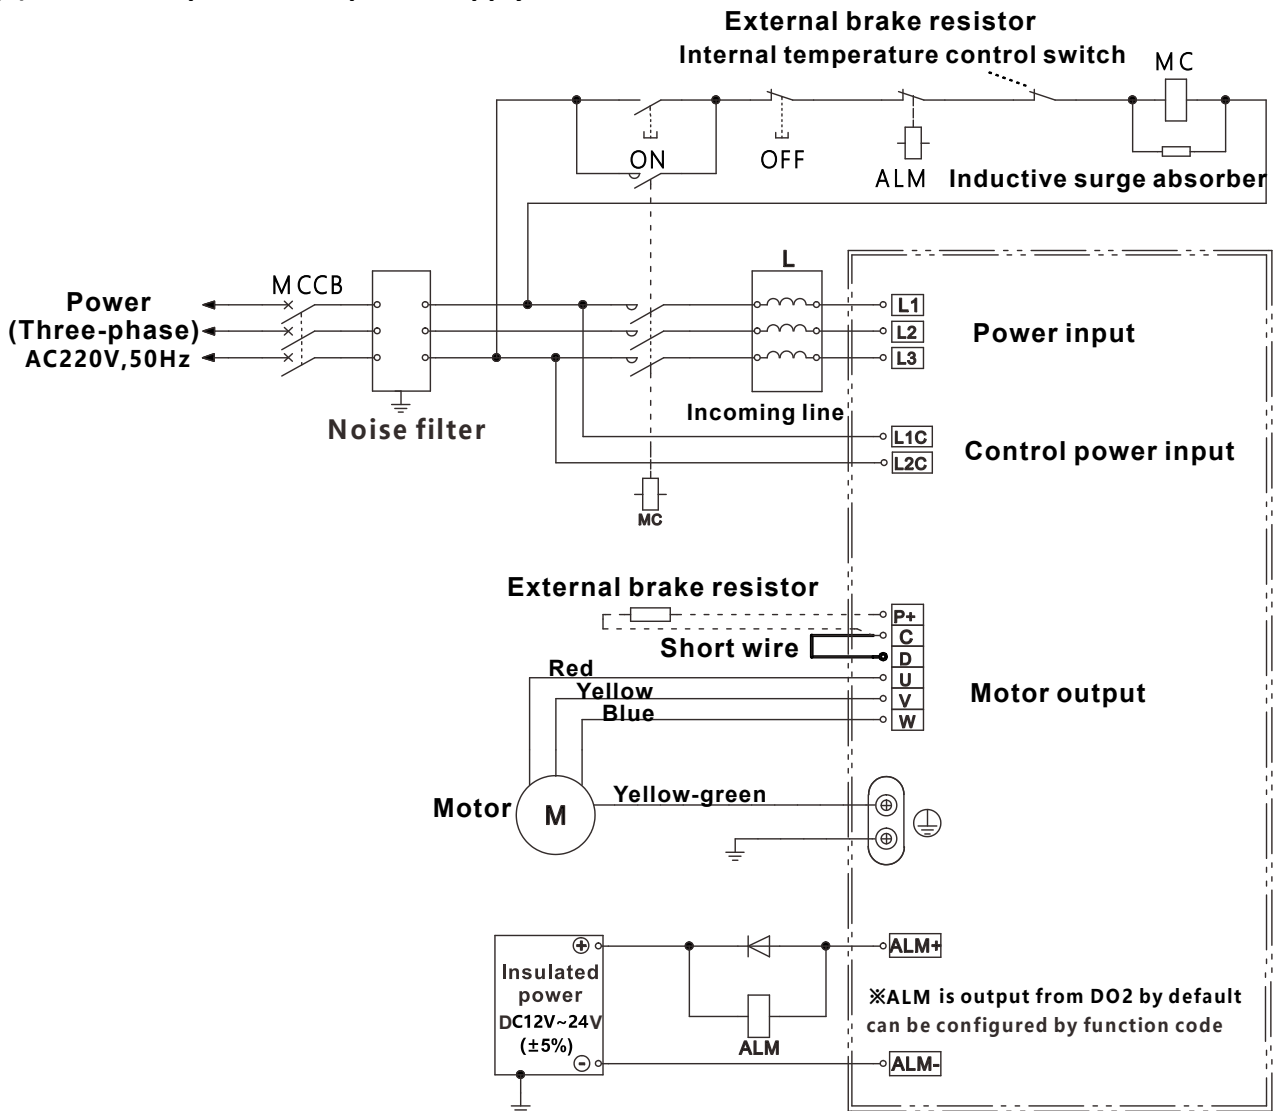 External brake resistor
Internal temperature control switch
MC
ON
OFF
ALM
Inductive surge absorber
L
MCCB
Power
(Three-phase)
AC220V,50Hz
L1
L2
L3
Power input
Noise filter
Incoming line
L1C
L2C
Control power input
MC
External brake resistor
P+
C
D
U
V
W
Short wire
Red
Yellow
Blue
Motor output
Motor
M
Yellow-green
Insulated
power
DC12V~24V
(±5%)
ALM
ALM+
※ALM is output from DO2 by default
can be configured by function code
ALM-